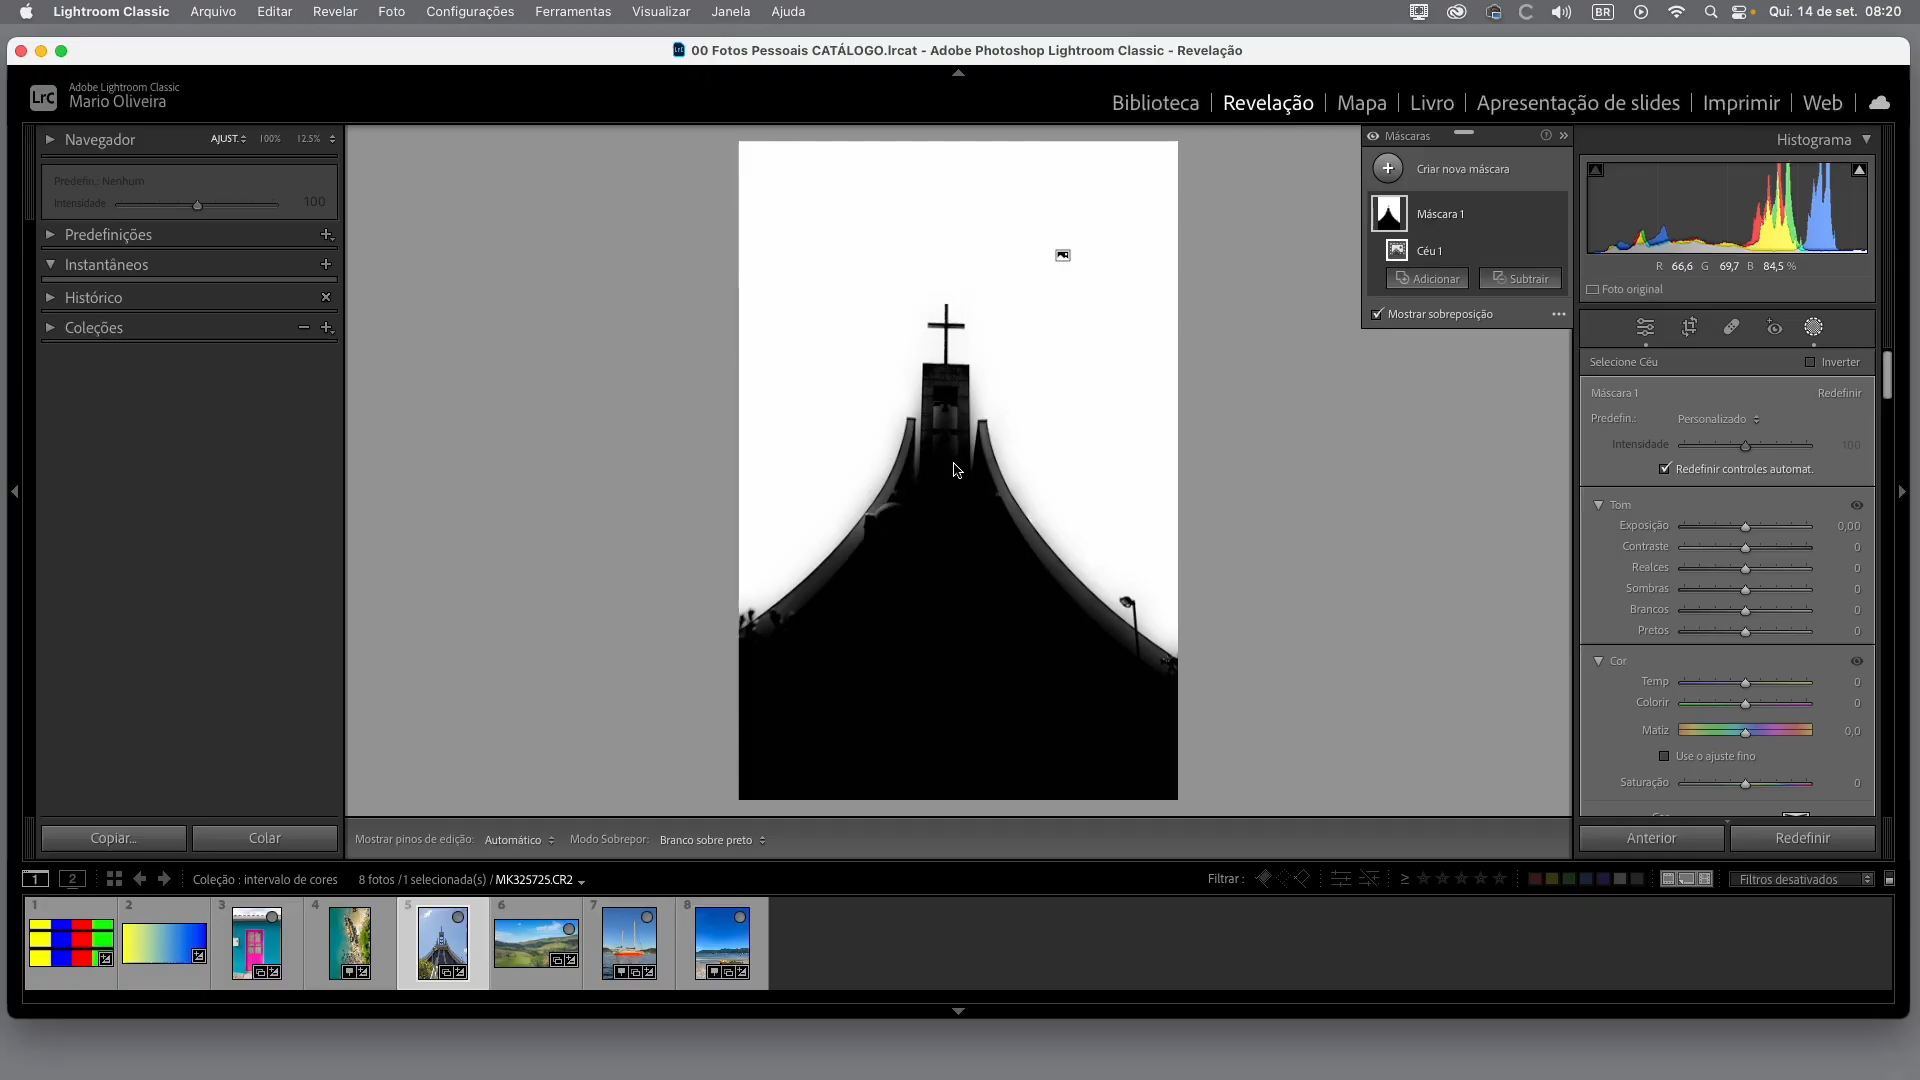 Lightroom Classic Arquivo Editar Revelar Foto Configurações Ferramentas Visualizar Janela Ajuda BR Qui. 14 de set. 08:20
00 Fotos Pessoais CATÁLOGO.lrcat - Adobe Photoshop Lightroom Classic - Revelação
LrC
Adobe Lightroom Classic
Mario Oliveira
Biblioteca | Revelação | Mapa | Livro | Apresentação de slides | Imprimir | Web
Navegador AJUST. 100% 12.5%
Predefin.: Nenhum
Intensidade 100
Predefinições
Instantâneos
Histórico
Coleções
Copiar... Colar
Máscaras
Criar nova máscara
Máscara 1
Céu 1
Adicionar Subtrair
Mostrar sobreposição
Histograma
R 66,6 G 69,7 B 84,5 %
Foto original
Selecione Céu Inverter
Máscara 1 Redefinir
Predefin.: Personalizado
Intensidade 100
Redefinir controles automat.
Tom
Exposição 0,00
Contraste 0
Realces 0
Sombras 0
Brancos 0
Pretos 0
Cor
Temp 0
Colorir 0
Matiz 0,0
Use o ajuste fino
Saturação 0
Anterior Redefinir
Mostrar pinos de edição: Automático Modo Sobrepor: Branco sobre preto
1 2 Coleção : intervalo de cores 8 fotos /1 selecionada(s) /MK325725.CR2 Filtrar : Filtros desativados
1 2 3 4 5 6 7 8